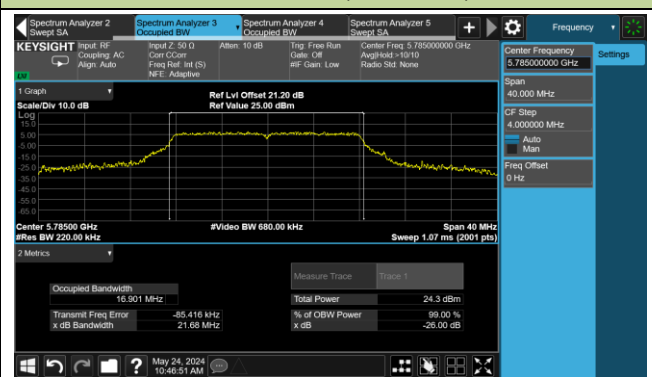 Spectrum Analyzer 2
Swept SA
Spectrum Analyzer 3
Occupied BW
Spectrum Analyzer 4
Occupied BW
Spectrum Analyzer 5
Swept SA
Frequency
KEYSIGHT
Input: RF
Coupling: AC
Align: Auto
Input Z: 50 Ω
Corr CCorr
Freq Ref: Int (S)
NFE: Adaptive
Atten: 10 dB
Trig: Free Run
Gate: Off
#IF Gain: Low
Center Freq: 5.785000000 GHz
Avg|Hold:>10/10
Radio Std: None
LXI
Center Frequency
5.785000000 GHz
Settings
Span
40.000 MHz
CF Step
4.000000 MHz
Auto
Man
Freq Offset
0 Hz
1 Graph
Scale/Div 10.0 dB
Ref Lvl Offset 21.20 dB
Ref Value 25.00 dBm
Log
15.0
5.00
-5.00
-15.0
-25.0
-35.0
-45.0
-55.0
-65.0
Center 5.78500 GHz
#Res BW 220.00 kHz
#Video BW 680.00 kHz
Span 40 MHz
Sweep 1.07 ms (2001 pts)
2 Metrics
Measure Trace
Trace 1
Occupied Bandwidth
16.901 MHz
Total Power
24.3 dBm
Transmit Freq Error
-85.416 kHz
% of OBW Power
99.00 %
x dB Bandwidth
21.68 MHz
x dB
-26.00 dB
May 24, 2024
10:46:51 AM